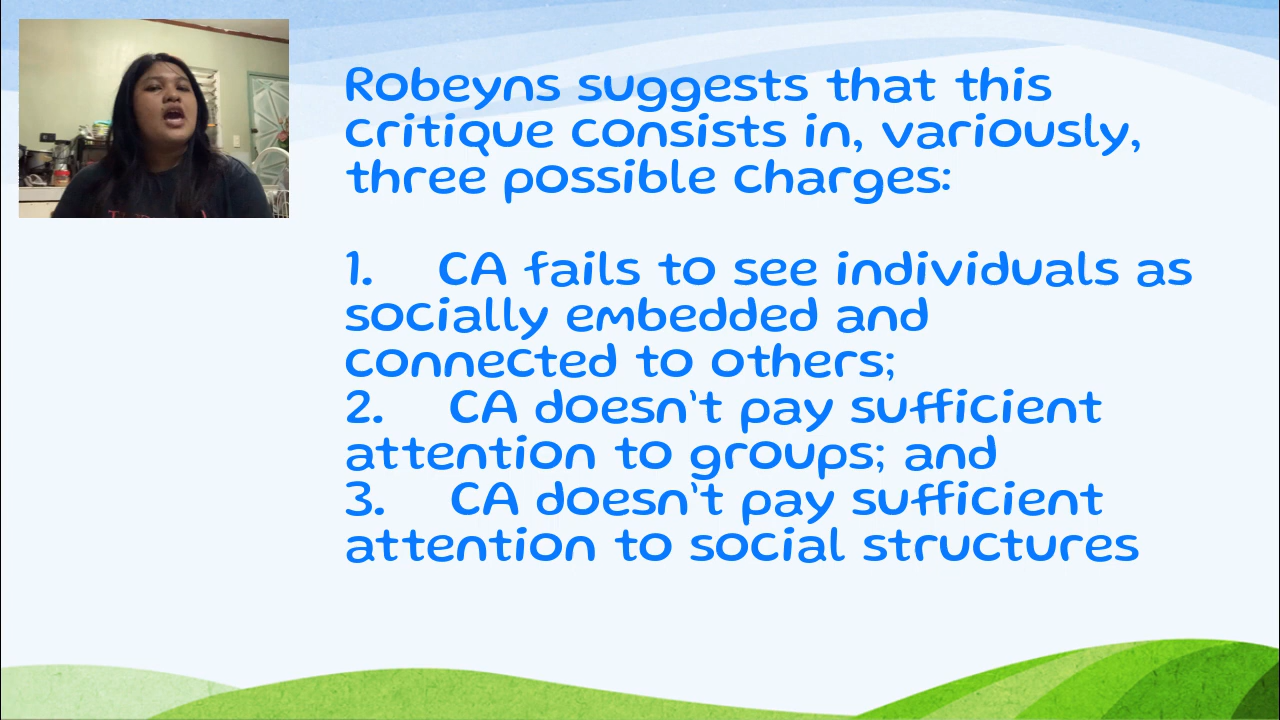 Robeyns suggests that this
critique consists in, variously,
three possible charges:
1. CA fails to see individuals as
socially embedded and
connected to others;
2. CA doesn't pay sufficient
attention to groups; and
3. CA doesn't pay sufficient
attention to social structures